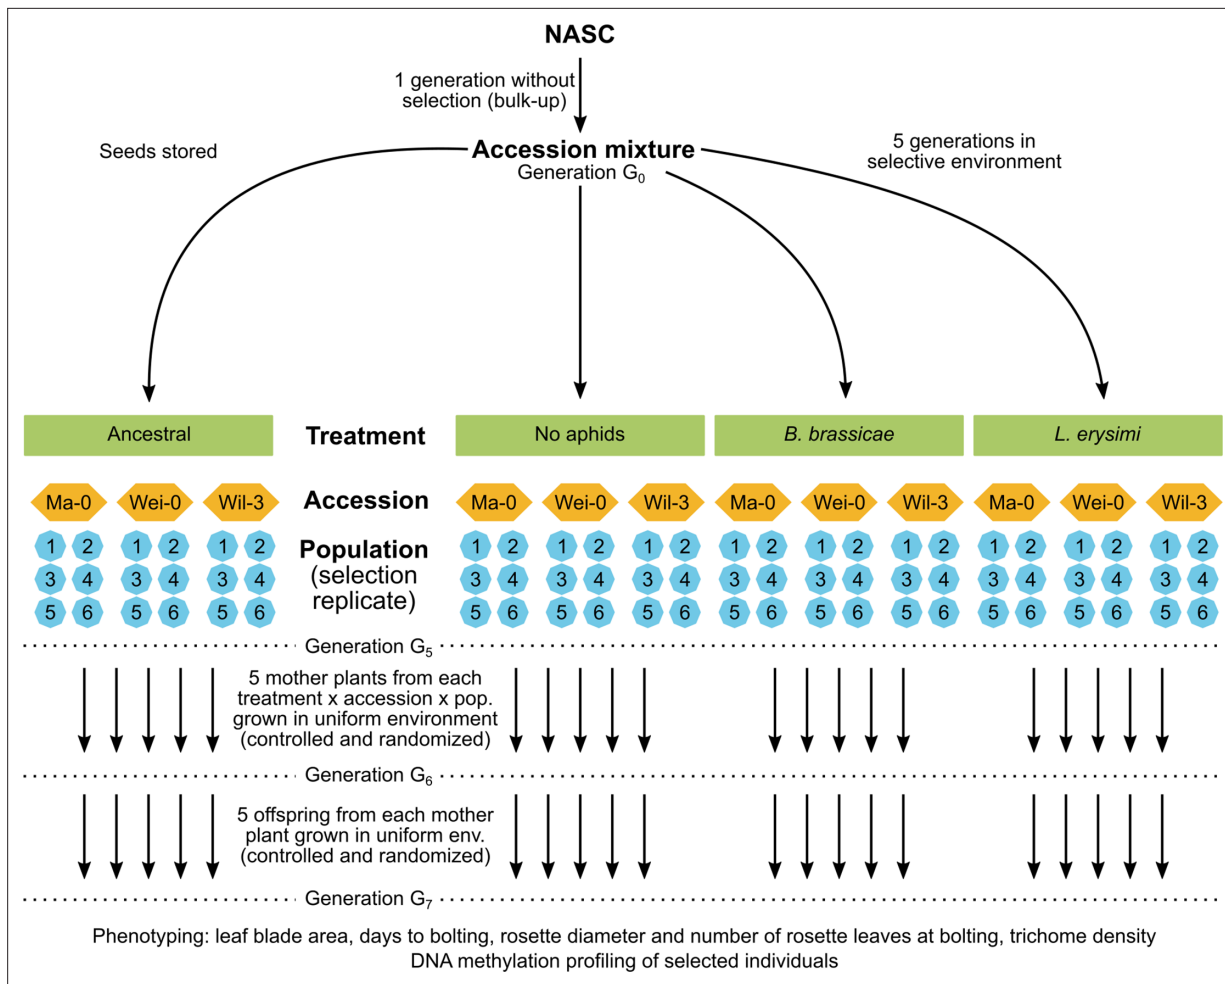 NASC
1 generation without
selection (bulk-up)
Seeds stored
Accession mixture
Generation G₀
5 generations in
selective environment
Ancestral
Treatment
No aphids
B. brassicae
L. erysimi
Ma-0 Wei-0 Wil-3 Accession Ma-0 Wei-0 Wil-3 Ma-0 Wei-0 Wil-3 Ma-0 Wei-0 Wil-3
Population
(selection
replicate)
1 2 1 2 1 2 1 2 1 2 1 2 1 2 1 2 1 2 1 2 1 2 1 2
3 4 3 4 3 4 3 4 3 4 3 4 3 4 3 4 3 4 3 4 3 4 3 4
5 6 5 6 5 6 5 6 5 6 5 6 5 6 5 6 5 6 5 6 5 6 5 6
Generation G₅
5 mother plants from each
treatment x accession x pop.
grown in uniform environment
(controlled and randomized)
Generation G₆
5 offspring from each mother
plant grown in uniform env.
(controlled and randomized)
Generation G₇
Phenotyping: leaf blade area, days to bolting, rosette diameter and number of rosette leaves at bolting, trichome density
DNA methylation profiling of selected individuals